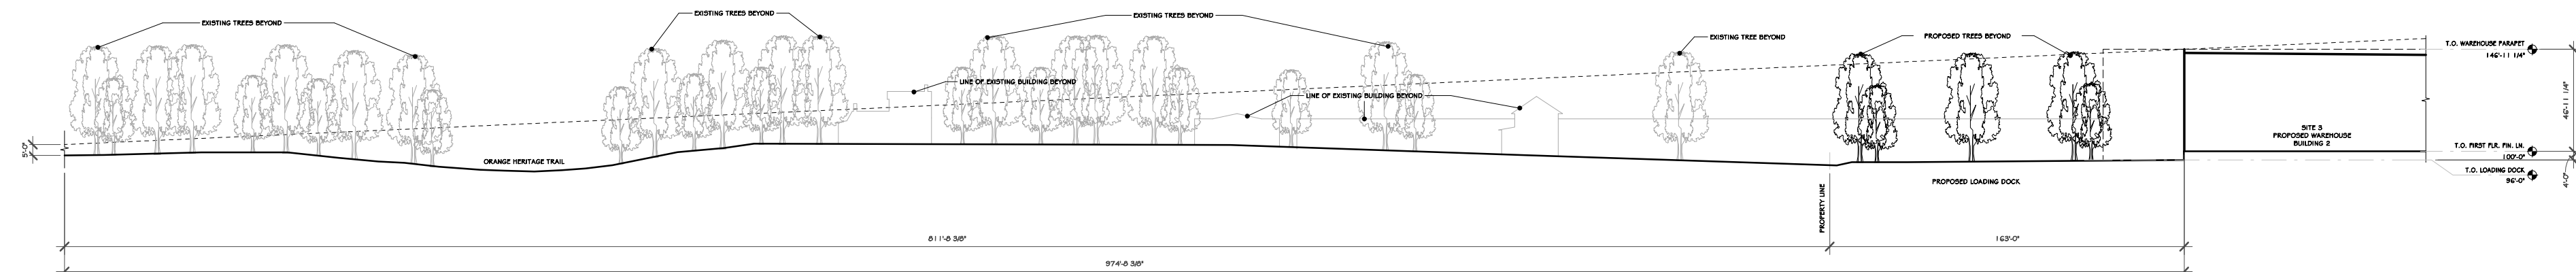 EXISTING TREES BEYOND
EXISTING TREES BEYOND
EXISTING TREES BEYOND
EXISTING TREE BEYOND
PROPOSED TREES BEYOND
T.O. WAREHOUSE PARAPET
146'-11 1/4"
LINE OF EXISTING BUILDING BEYOND
LINE OF EXISTING BUILDING BEYOND
46'-11 1/4"
SITE 3
PROPOSED WAREHOUSE
BUILDING 2
5'-0"
ORANGE HERITAGE TRAIL
T.O. FIRST FLR. FIN. LN.
100'-0"
T.O. LOADING DOCK
96'-0"
4'-0"
PROPOSED LOADING DOCK
PROPERTY LINE
811'-8 3/8"
163'-0"
974'-8 3/8"